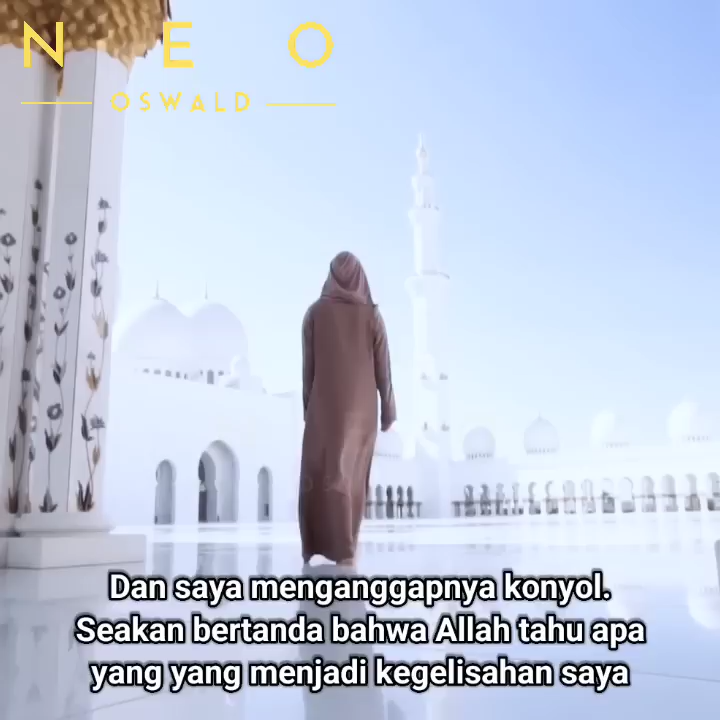 N E O
OSWALD
Dan saya menganggapnya konyol.
Seakan bertanda bahwa Allah tahu apa
yang yang menjadi kegelisahan saya